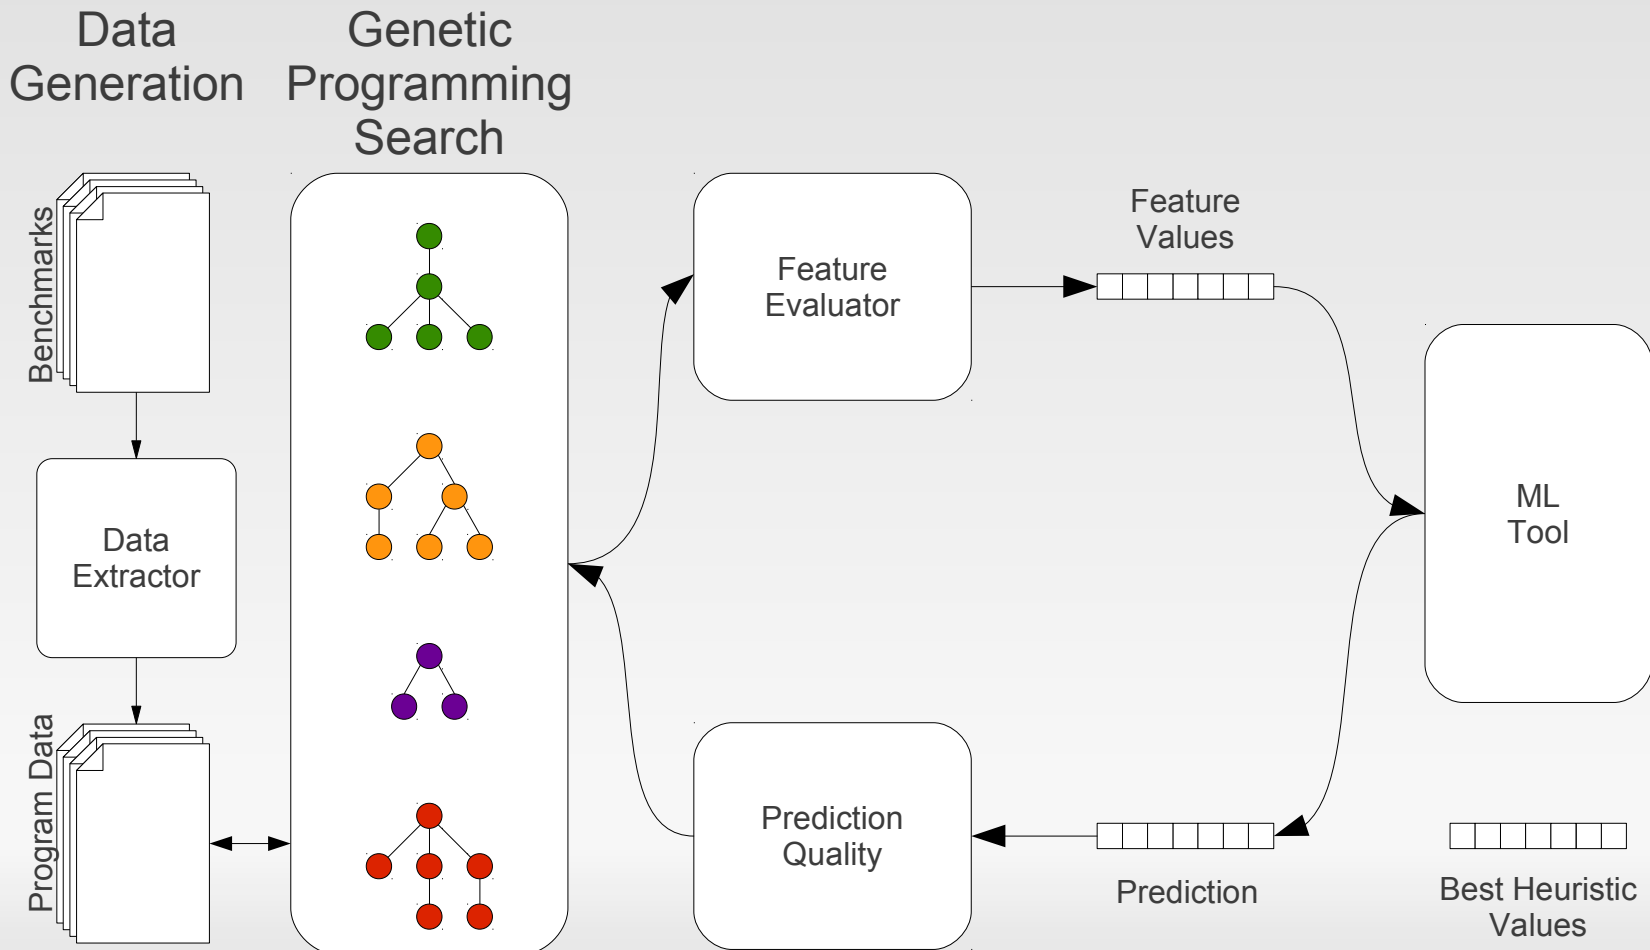 Data
Generation
Genetic
Programming
Search
Benchmarks
Data
Extractor
Program Data
Feature
Evaluator
Feature
Values
ML
Tool
Prediction
Quality
Prediction
Best Heuristic
Values